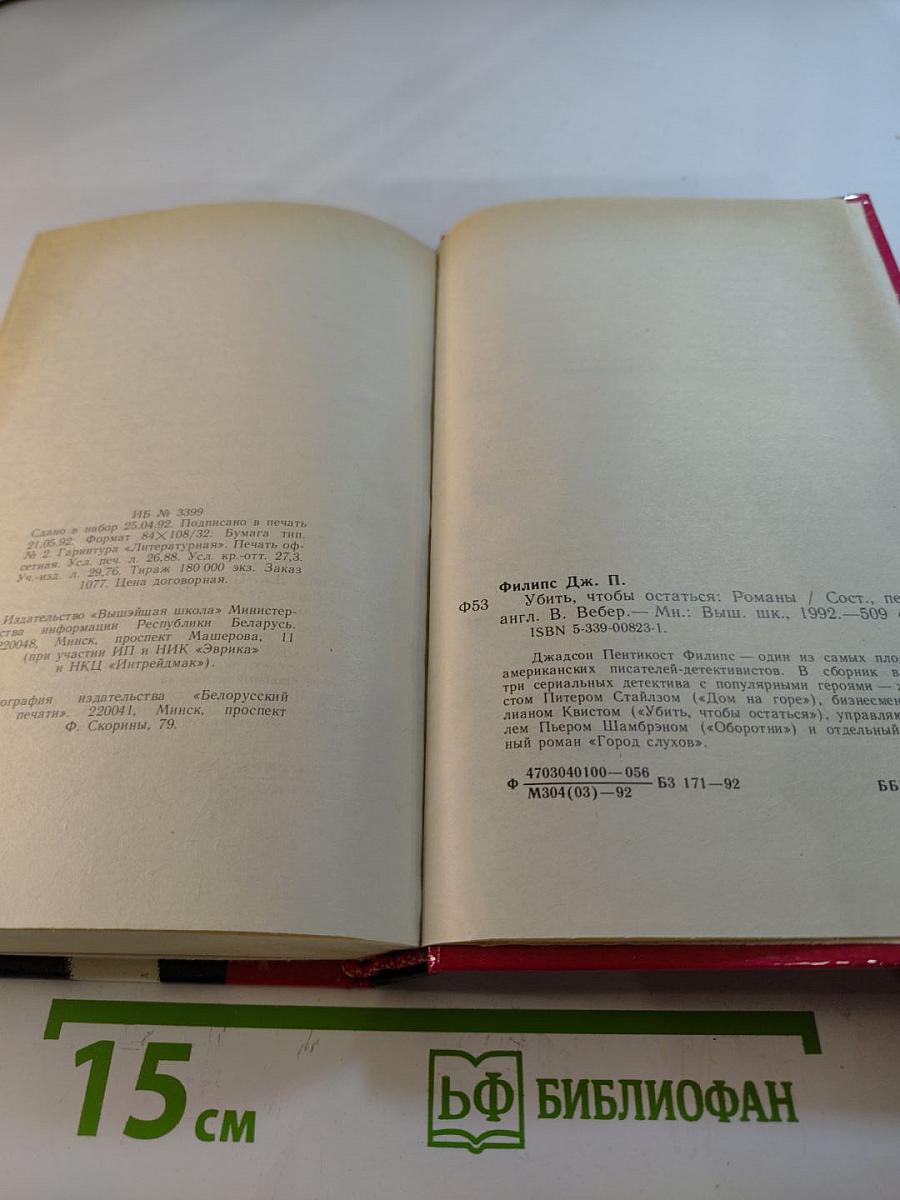 ИБ № 3399
Сдано в набор 25.04.92. Подписано в печать
21.05.92. Формат 84×108/32. Бумага тип.
№ 2. Гарнитура «Литературная». Печать оф-
сетная. Усл. печ. л. 26,88. Усл. кр.-отт. 27,3.
Уч.-изд. л. 29,76. Тираж 180 000 экз. Заказ
1077. Цена договорная.
Издательство «Вышэйшая школа» Министер-
ства информации Республики Беларусь.
220048, Минск, проспект Машерова, 11
(при участии ИП и НИК «Эврика»
и НКЦ «Интрейдмак»).
ография издательства «Белорусский
печати». 220041, Минск, проспект
Ф. Скорины, 79.
Филипс Дж. П.
Ф53 Убить, чтобы остаться: Романы / Сост., пе
англ. В. Вебер.— Мн.: Выш. шк., 1992.—509
ISBN 5-339-00823-1.
Джадсон Пентикост Филипс — один из самых пло
американских писателей-детективистов. В сборник в
три сериальных детектива с популярными героями —
стом Питером Стайлзом («Дом на горе»), бизнесмен
лианом Квистом («Убить, чтобы остаться»), управляю
лем Пьером Шамбрэном («Оборотни») и отдельный
ный роман «Город слухов».
Ф 4703040100—056 БЗ 171—92
М304(03)—92
ББ
15 см
ЬФ БИБЛИОФАН